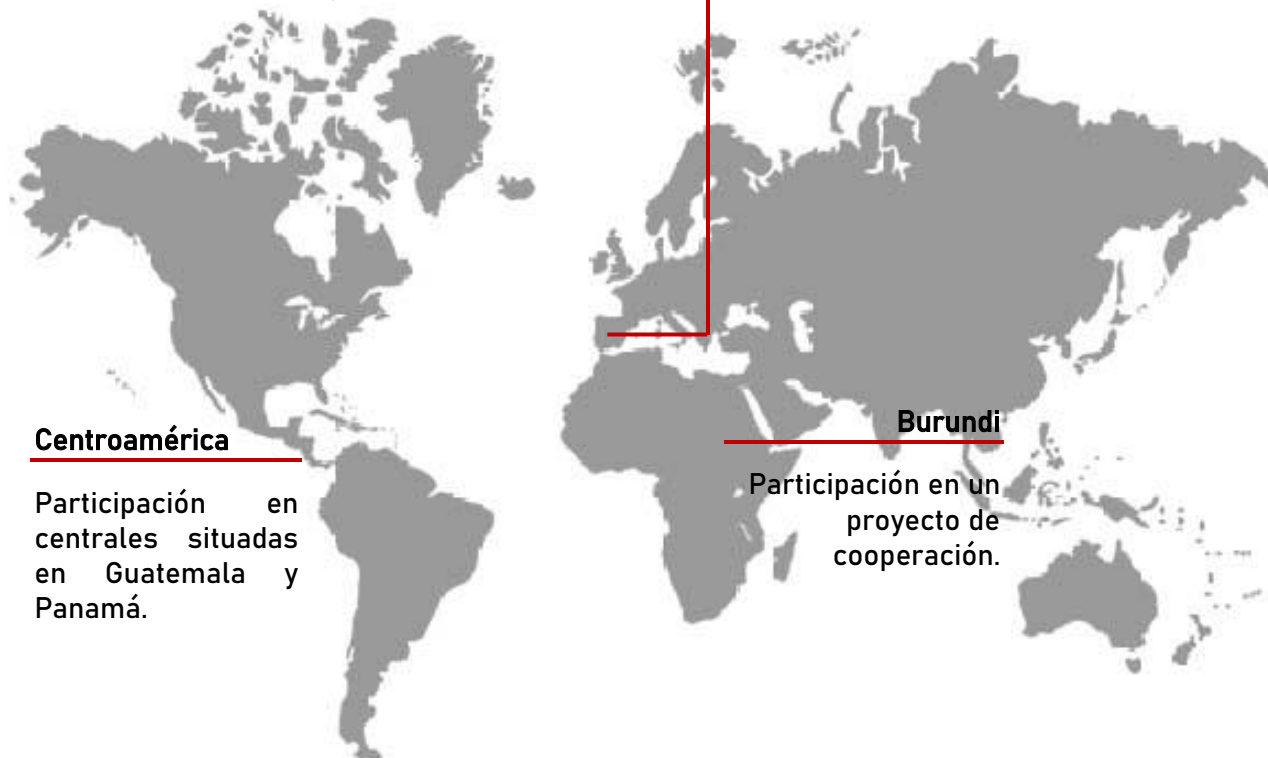 Centroamérica
Participación en
centrales situadas
en Guatemala y
Panamá.
Burundi
Participación en un
proyecto de
cooperación.